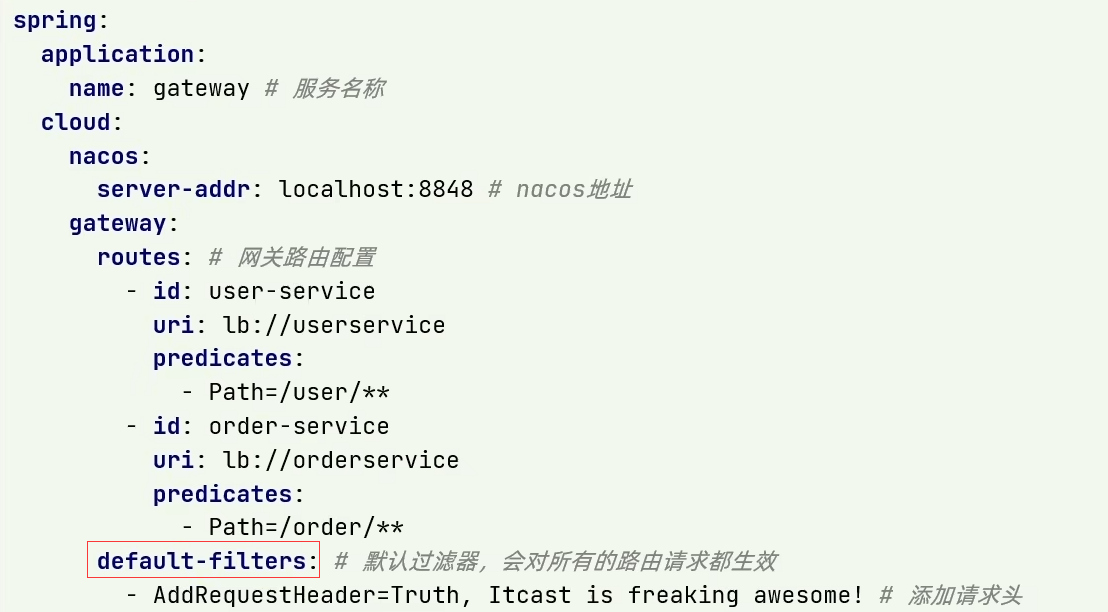 spring:
  application:
    name: gateway # 服务名称
  cloud:
    nacos:
      server-addr: localhost:8848 # nacos地址
    gateway:
      routes: # 网关路由配置
        - id: user-service
          uri: lb://userservice
          predicates:
            - Path=/user/**
        - id: order-service
          uri: lb://orderservice
          predicates:
            - Path=/order/**
      default-filters: # 默认过滤器，会对所有的路由请求都生效
        - AddRequestHeader=Truth, Itcast is freaking awesome! # 添加请求头